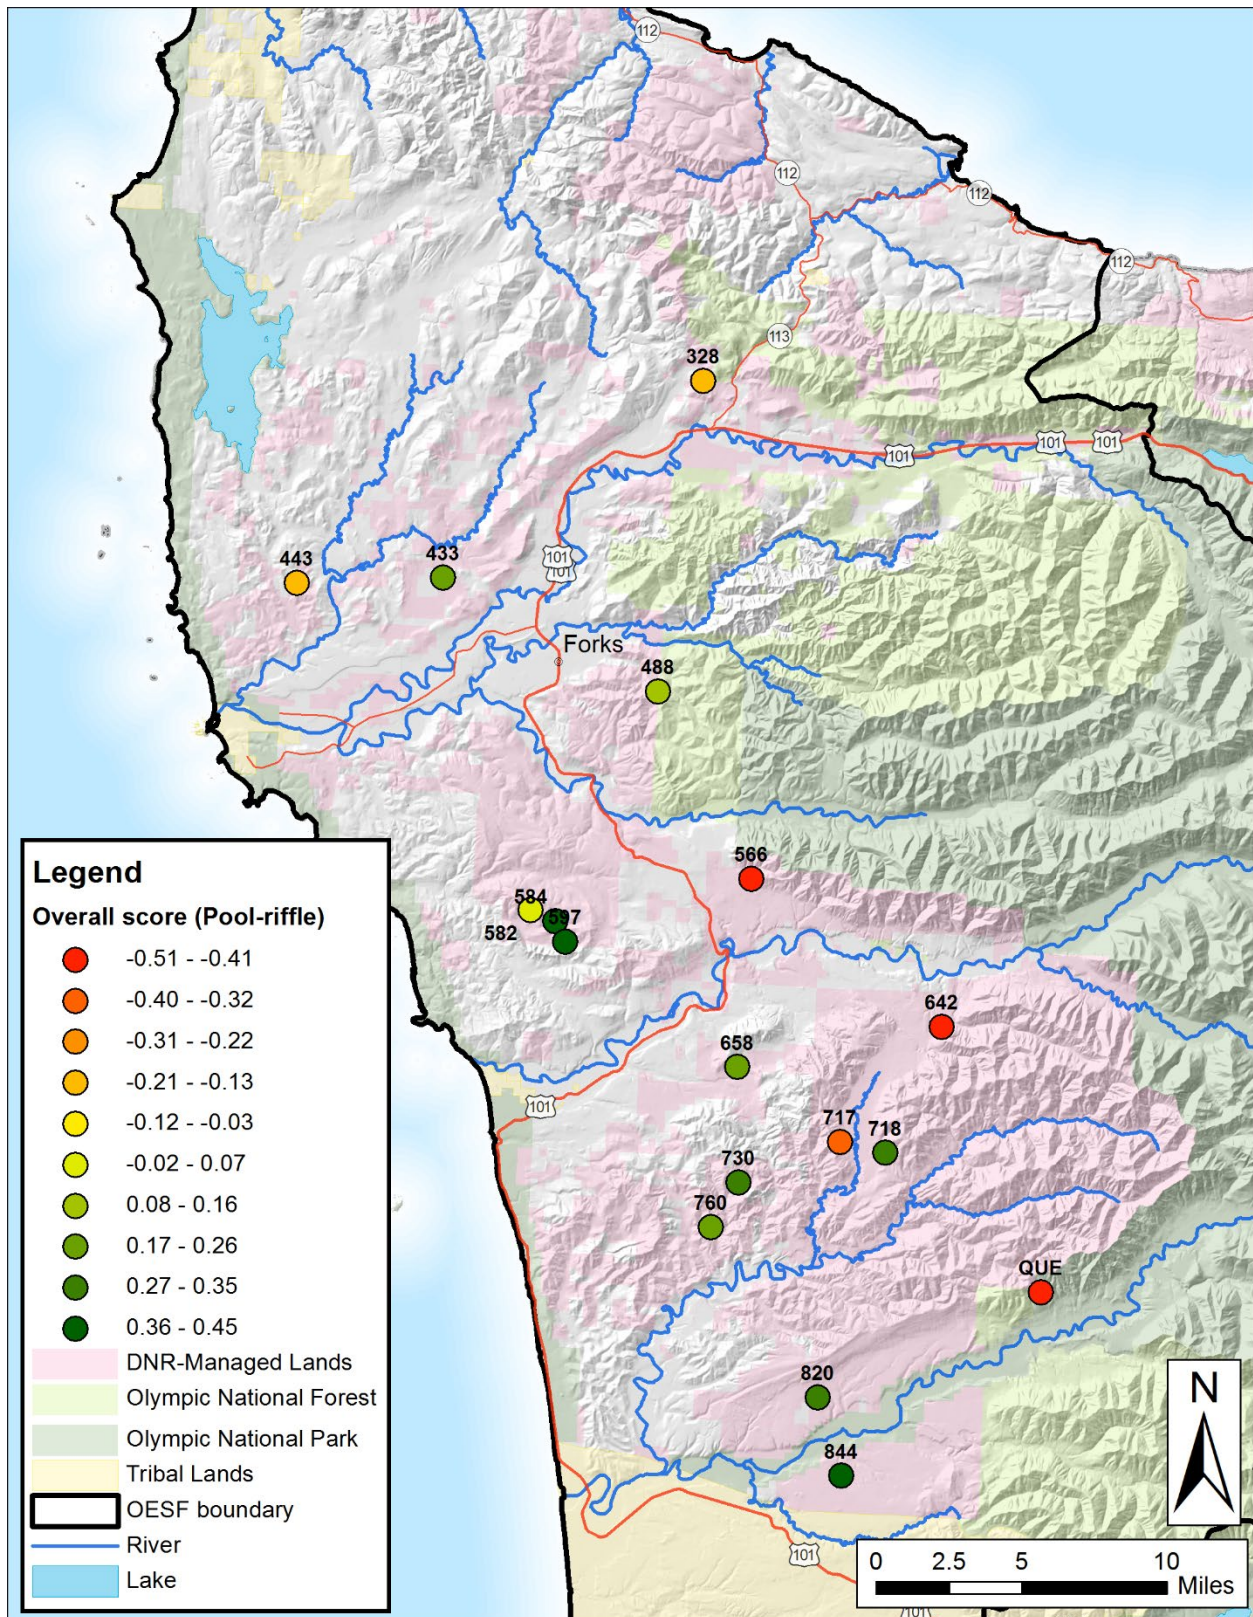 112
112
112
112
113
328
101
101
101
443
433
101
101
Forks
488
566
584
597
582
642
658
101
717
718
730
760
QUE
820
844
101
101
Legend
Overall score (Pool-riffle)
-0.51 - -0.41
-0.40 - -0.32
-0.31 - -0.22
-0.21 - -0.13
-0.12 - -0.03
-0.02 - 0.07
0.08 - 0.16
0.17 - 0.26
0.27 - 0.35
0.36 - 0.45
DNR-Managed Lands
Olympic National Forest
Olympic National Park
Tribal Lands
OESF boundary
River
Lake
N
0 2.5 5 10
Miles